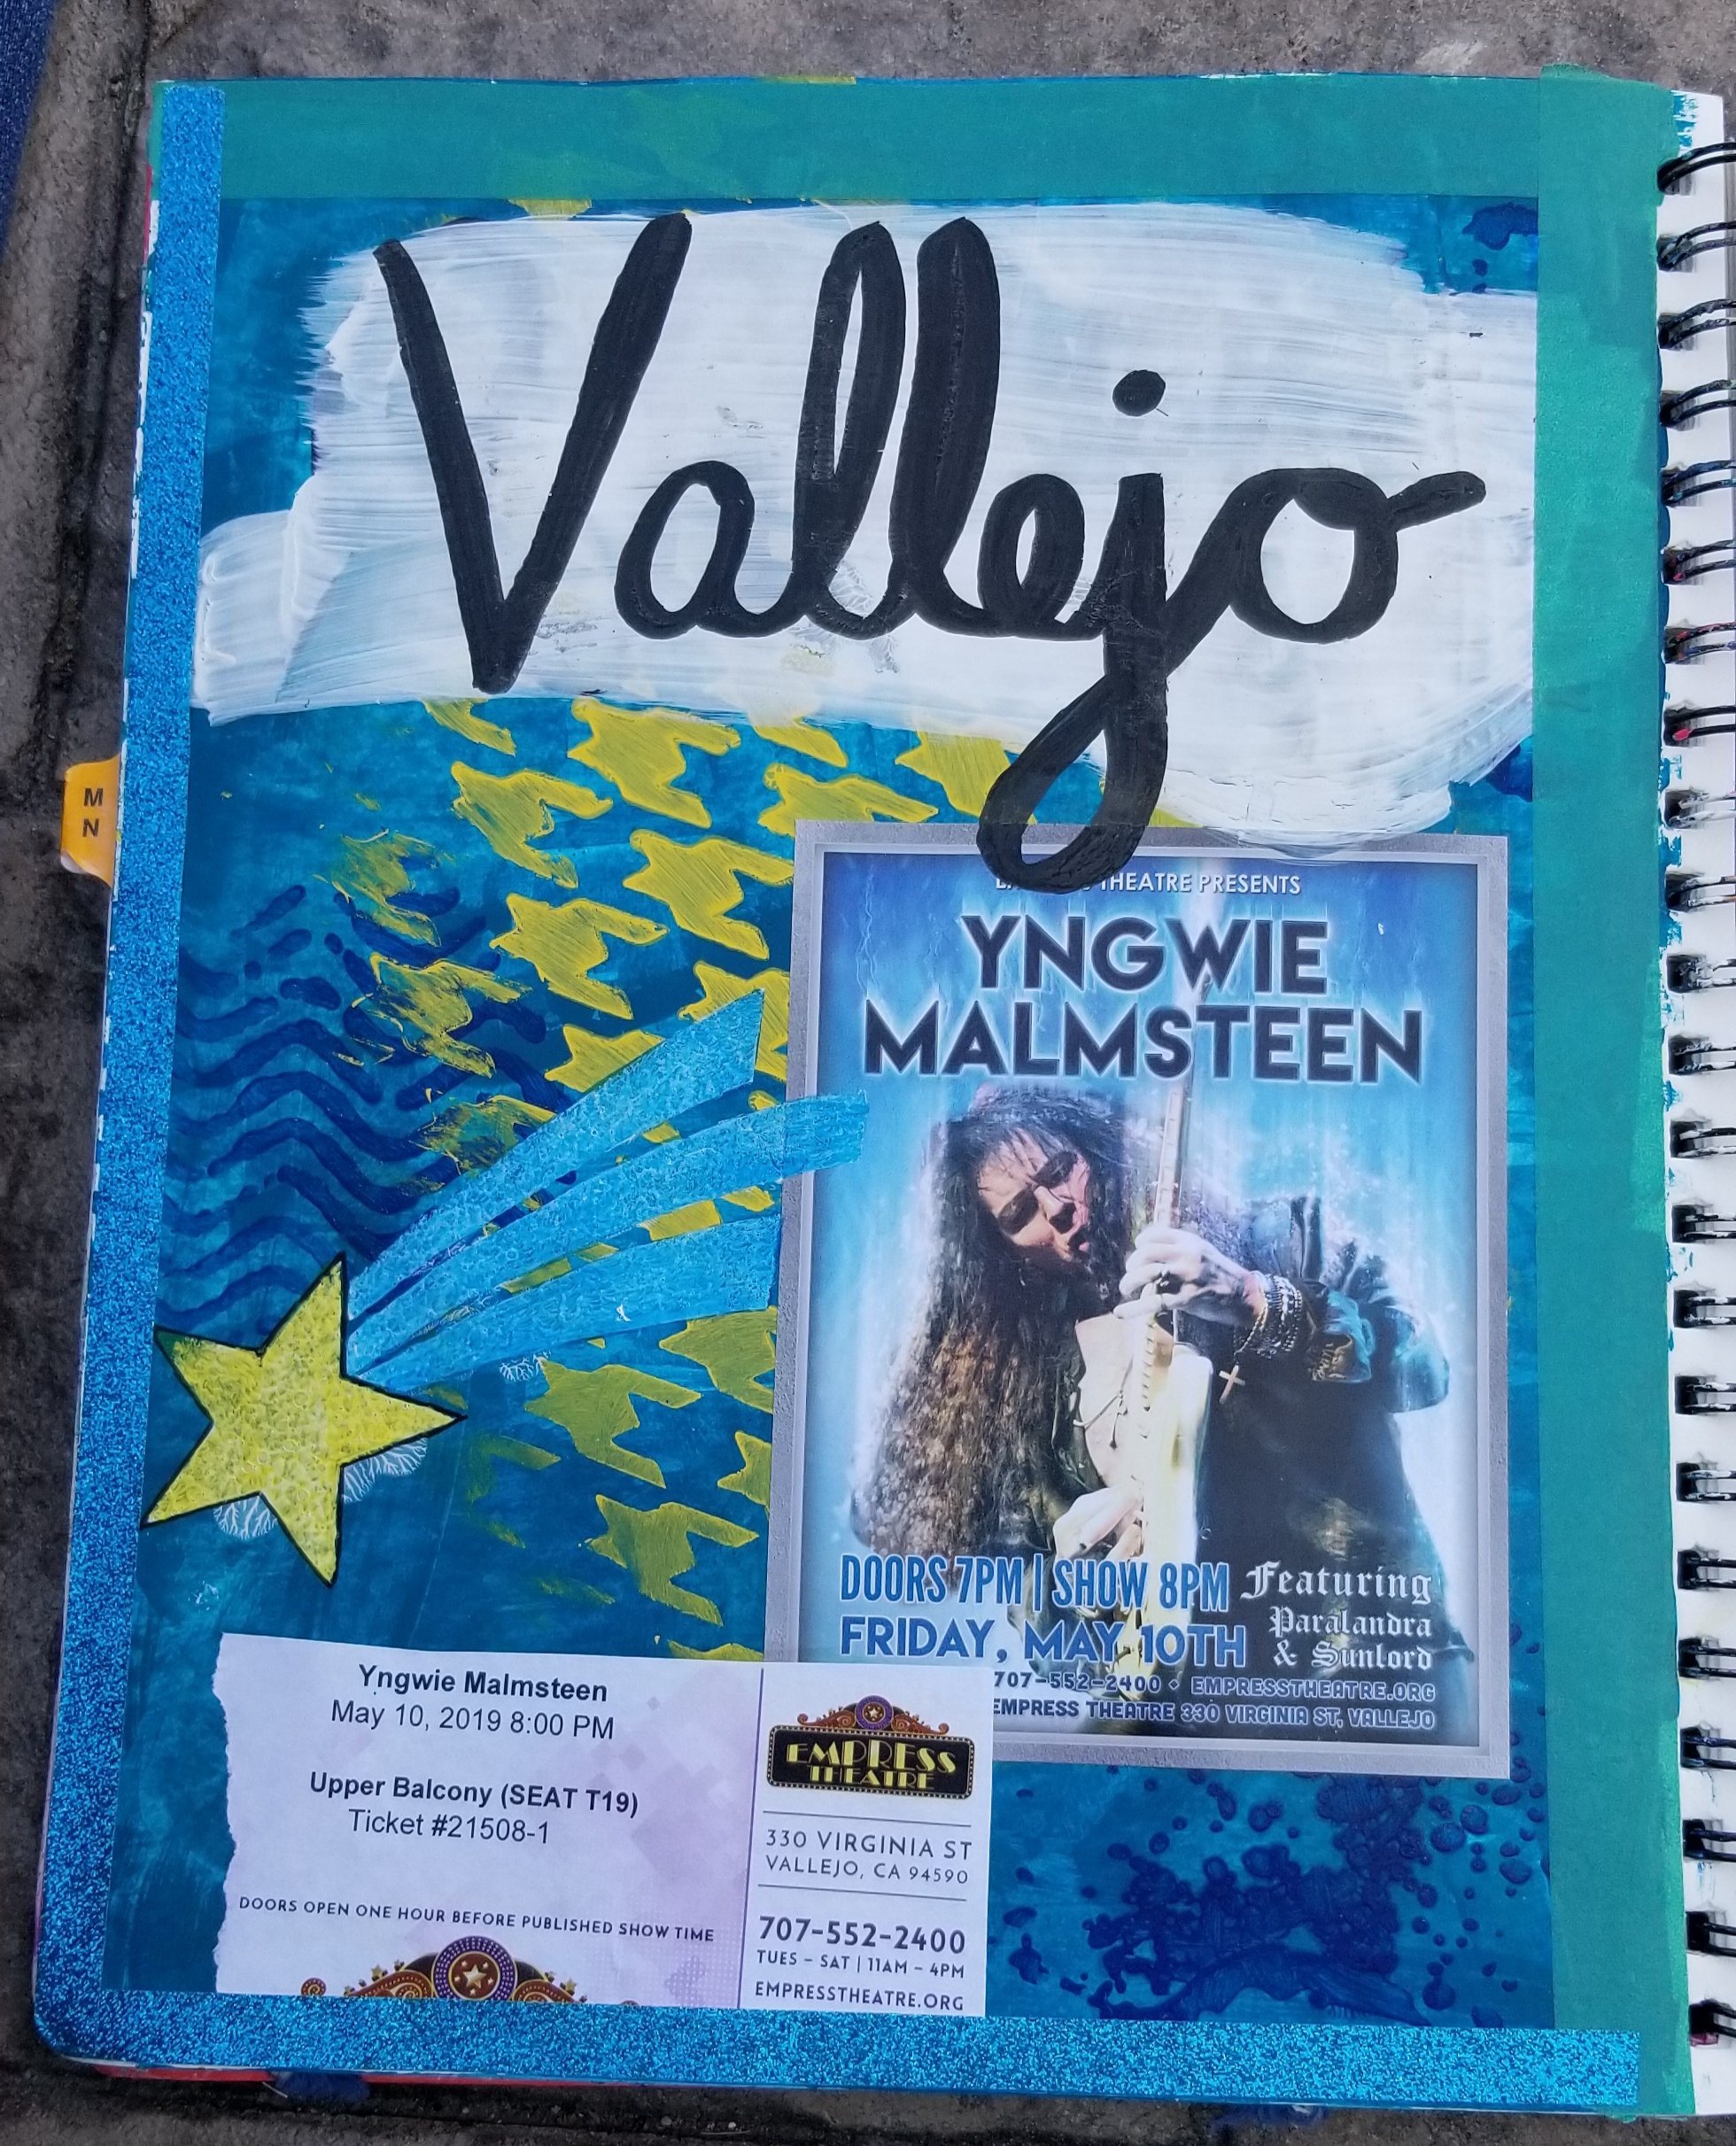 Vallejo
M
N
THEATRE PRESENTS
YNGWIE
MALMSTEEN
DOORS 7PM | SHOW 8PM
FRIDAY, MAY 10TH
Featuring
Paralandra
& Sunlord
707-552-2400 • EMPRESSTHEATRE.ORG
EMPRESS THEATRE 330 VIRGINIA ST, VALLEJO
Yngwie Malmsteen
May 10, 2019 8:00 PM
Upper Balcony (SEAT T19)
Ticket #21508-1
DOORS OPEN ONE HOUR BEFORE PUBLISHED SHOW TIME
EMPRESS
THEATRE
330 VIRGINIA ST
VALLEJO, CA 94590
707-552-2400
TUES - SAT | 11AM - 4PM
EMPRESSTHEATRE.ORG